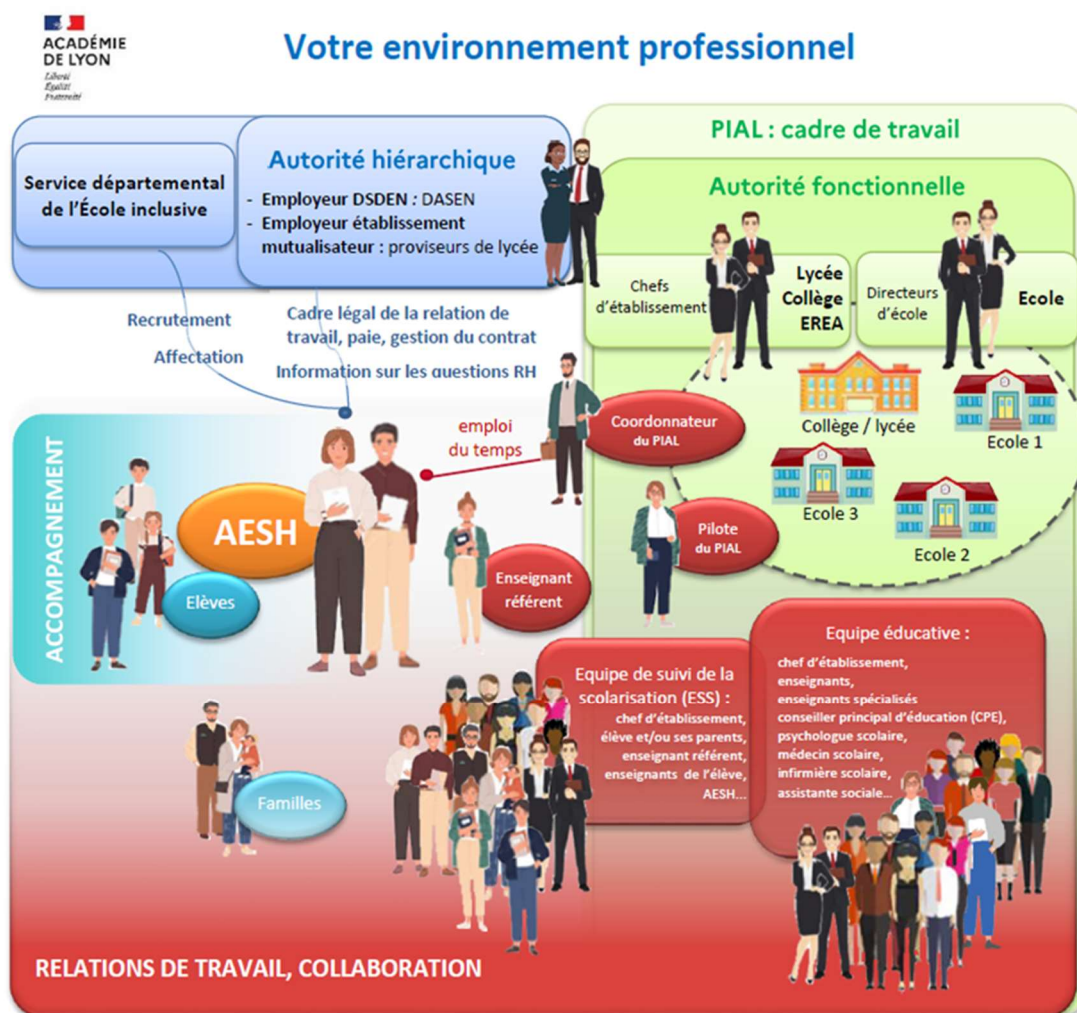 ACADÉMIE
DE LYON
Liberté
Égalité
Fraternité
Votre environnement professionnel
Service départemental
de l'École inclusive
Autorité hiérarchique
- Employeur DSDEN : DASEN
- Employeur établissement
mutualisateur : proviseurs de lycée
PIAL : cadre de travail
Autorité fonctionnelle
Chefs
d'établissement
Lycée
Collège
EREA
Directeurs
d'école
Ecole
Recrutement
Affectation
Cadre légal de la relation de
travail, paie, gestion du contrat
Information sur les questions RH
Collège / lycée
Ecole 1
Ecole 3
Ecole 2
Coordonnateur
du PIAL
emploi
du temps
Pilote
du PIAL
ACCOMPAGNEMENT
AESH
Elèves
Enseignant
référent
Familles
Equipe de suivi de la
scolarisation (ESS) :
chef d'établissement,
élève et/ou ses parents,
enseignant référent,
enseignants de l'élève,
AESH...
Equipe éducative :
chef d'établissement,
enseignants,
enseignants spécialisés
conseiller principal d'éducation (CPE),
psychologue scolaire,
médecin scolaire,
infirmière scolaire,
assistante sociale...
RELATIONS DE TRAVAIL, COLLABORATION